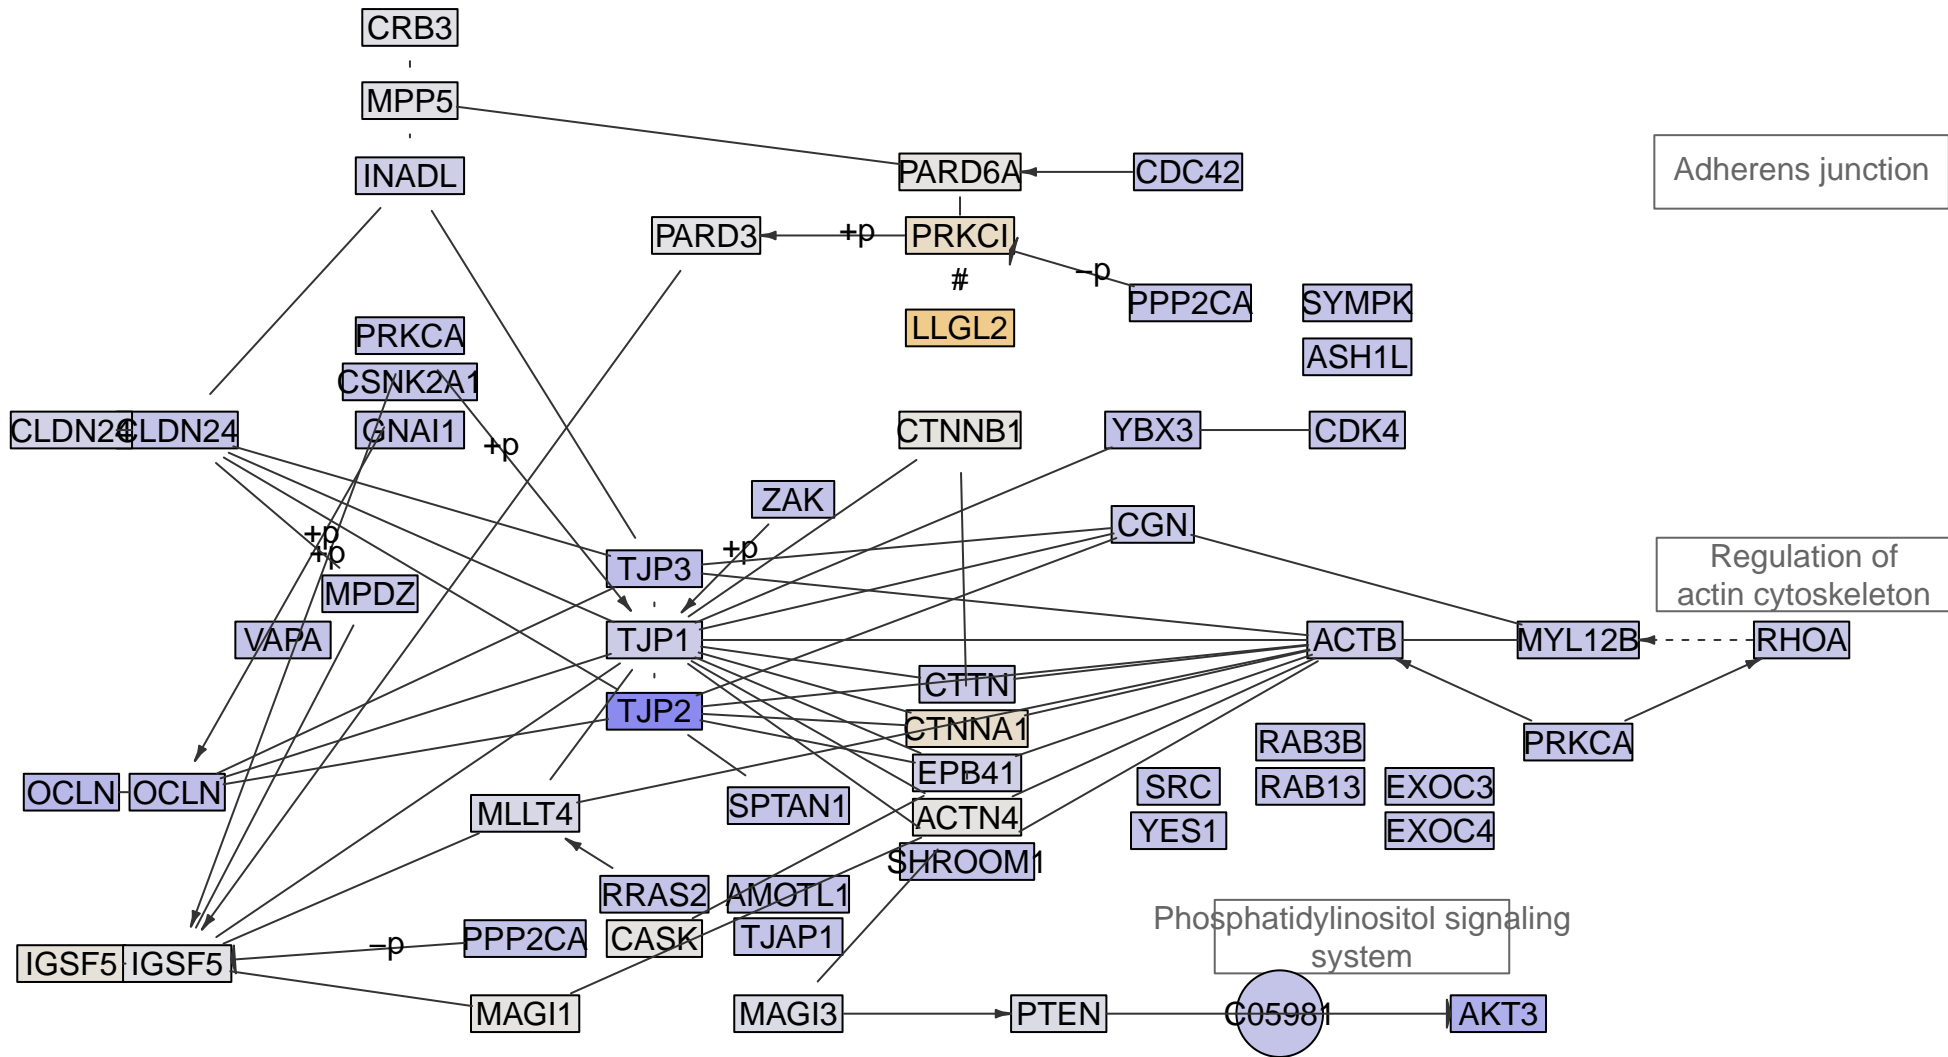 CRB3
MPP5
INADL
PARD6A
CDC42
Adherens junction
PARD3
+p
PRKCI
–p
#
PPP2CA
SYMPK
LLGL2
PRKCA
ASH1L
CSNK2A1
CLDN24
CLDN24
GNAI1
+p
CTNNB1
YBX3
CDK4
ZAK
CGN
+p
+p
+p
TJP3
Regulation of
actin cytoskeleton
MPDZ
VAPA
TJP1
ACTB
MYL12B
RHOA
CTTN
TJP2
CTNNA1
RAB3B
PRKCA
EPB41
OCLN
OCLN
SRC
RAB13
EXOC3
MLLT4
SPTAN1
ACTN4
YES1
EXOC4
SHROOM1
RRAS2
AMOTL1
Phosphatidylinositol signaling
system
–p
PPP2CA
CASK
TJAP1
IGSF5
IGSF5
MAGI1
MAGI3
PTEN
C05981
AKT3